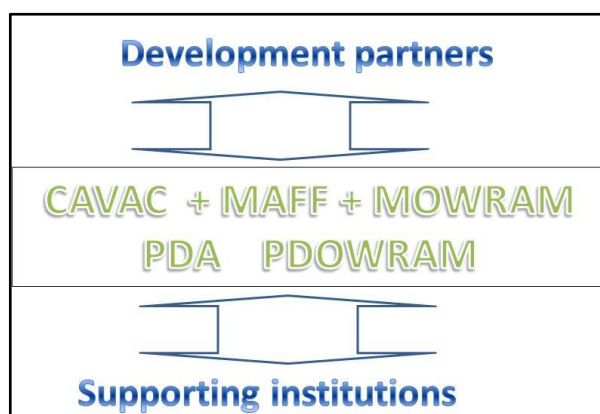 Development partners
CAVAC + MAFF + MOWRAM
PDA PDOWRAM
Supporting institutions